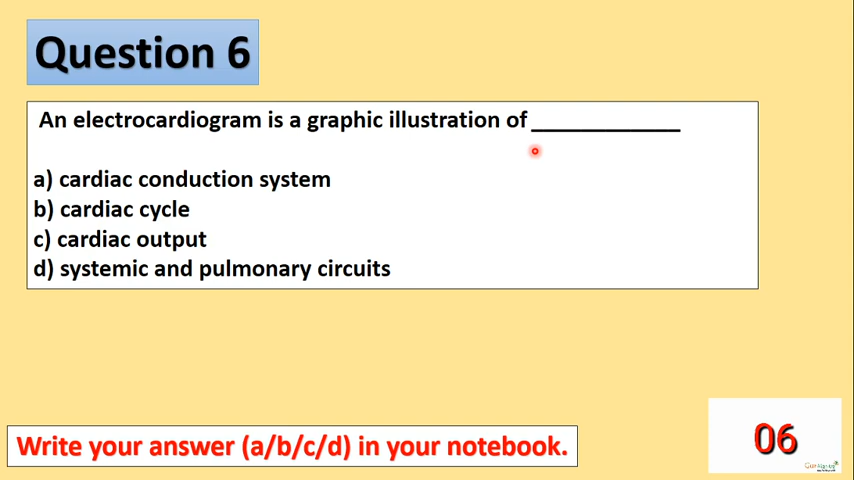 Question 6
An electrocardiogram is a graphic illustration of ____________
a) cardiac conduction system
b) cardiac cycle
c) cardiac output
d) systemic and pulmonary circuits
Write your answer (a/b/c/d) in your notebook.
06